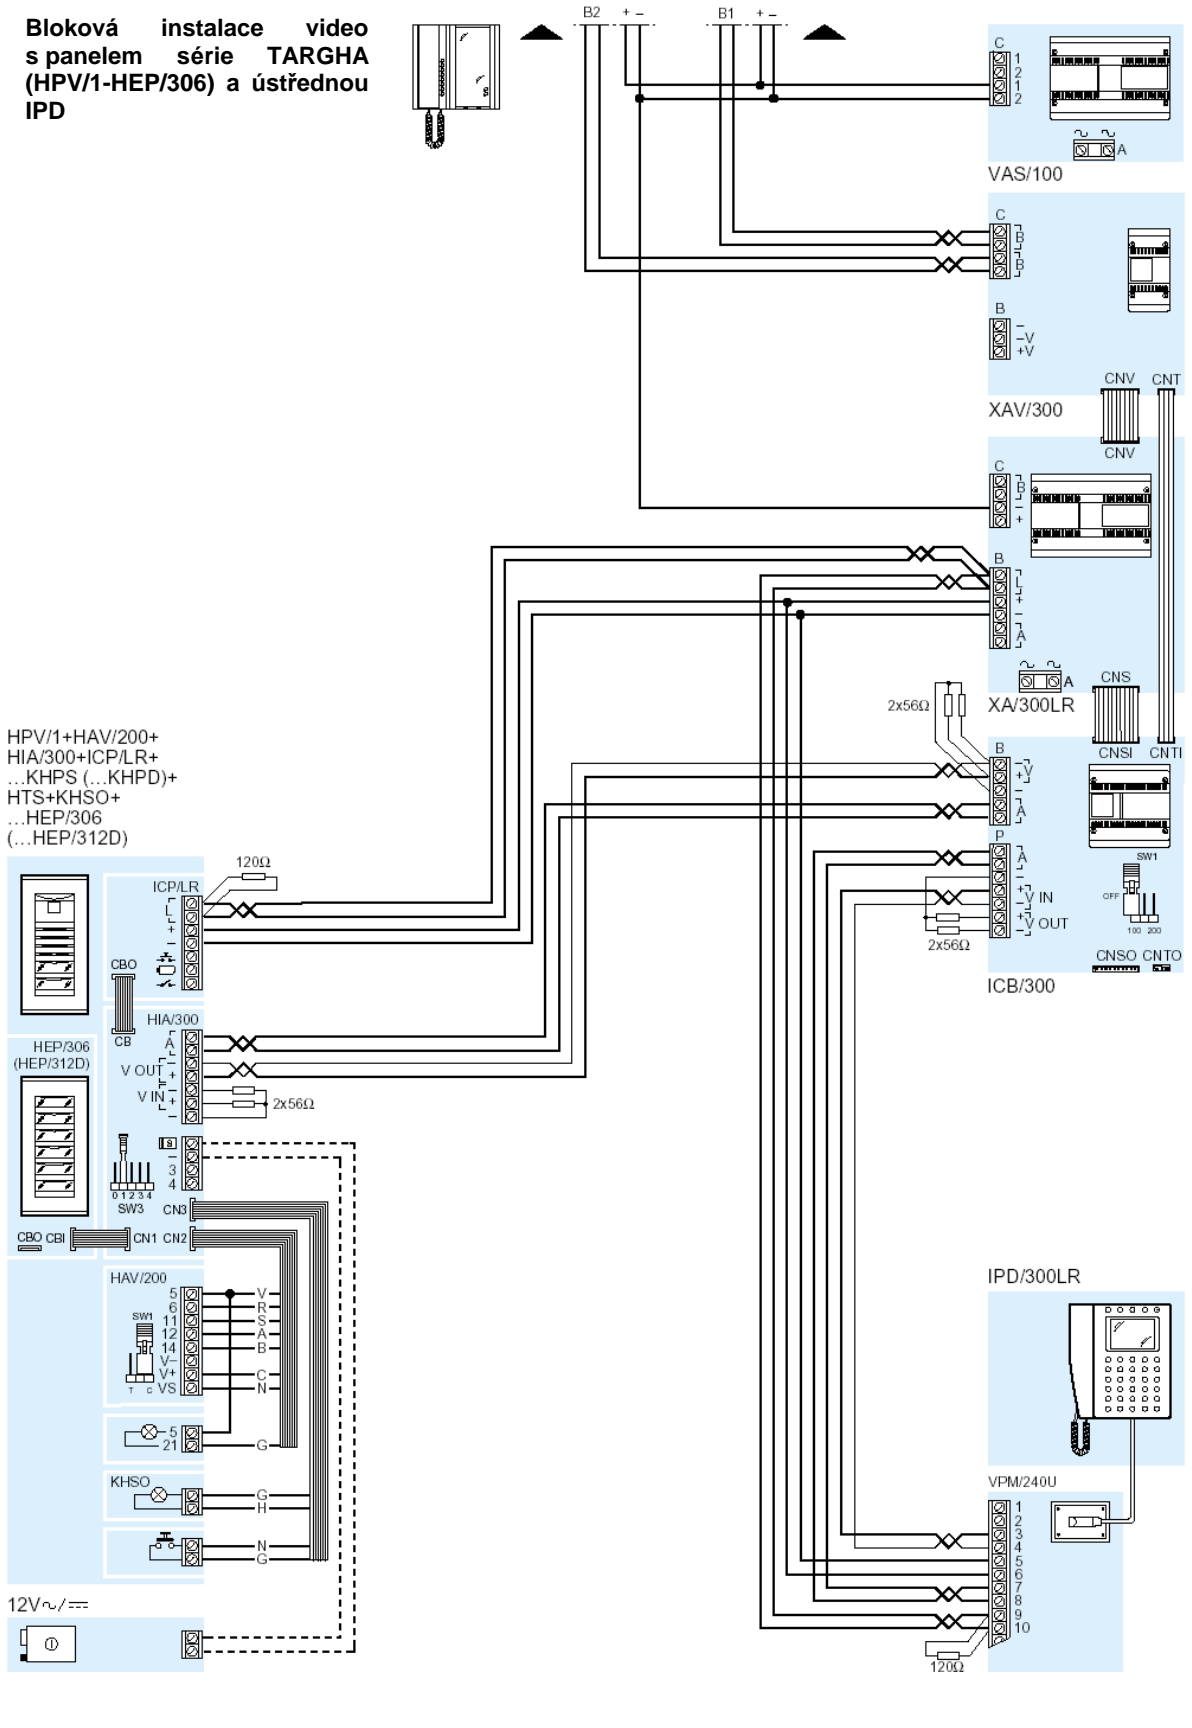 Bloková instalace video
s panelem série TARGHA
(HPV/1-HEP/306) a ústřednou
IPD
B2 + –
B1 + –
C
1
2
1
2
A
VAS/100
C
B
B
B
–
–V
+V
CNV CNT
XAV/300
CNV
C
B
–
+
B
L
+
–
A
A
CNS
XA/300LR
2x56Ω
CNSI CNTI
B
–
+
V
–
A
P
A
–
+
V IN
–
+
V OUT
–
2x56Ω
SW1
OFF
100 200
CNSO CNTO
ICB/300
HPV/1+HAV/200+
HIA/300+ICP/LR+
...KHPS (...KHPD)+
HTS+KHSO+
...HEP/306
(...HEP/312D)
120Ω
ICP/LR
L
+
–
CBO
CB
HIA/300
A
–
V OUT
+
–
V IN
+
–
2x56Ω
HEP/306
(HEP/312D)
S
–
3
4
0 1 2 3 4
SW3
CN3
CBO CBI CN1 CN2
HAV/200
SW1
T C
5 V
6 R
11 S
12 A
14 B
V–
V+ C
VS N
5
21 G
KHSO
G
H
N
G
12V~/⎓
IPD/300LR
VPM/240U
1
2
3
4
5
6
7
8
9
10
120Ω